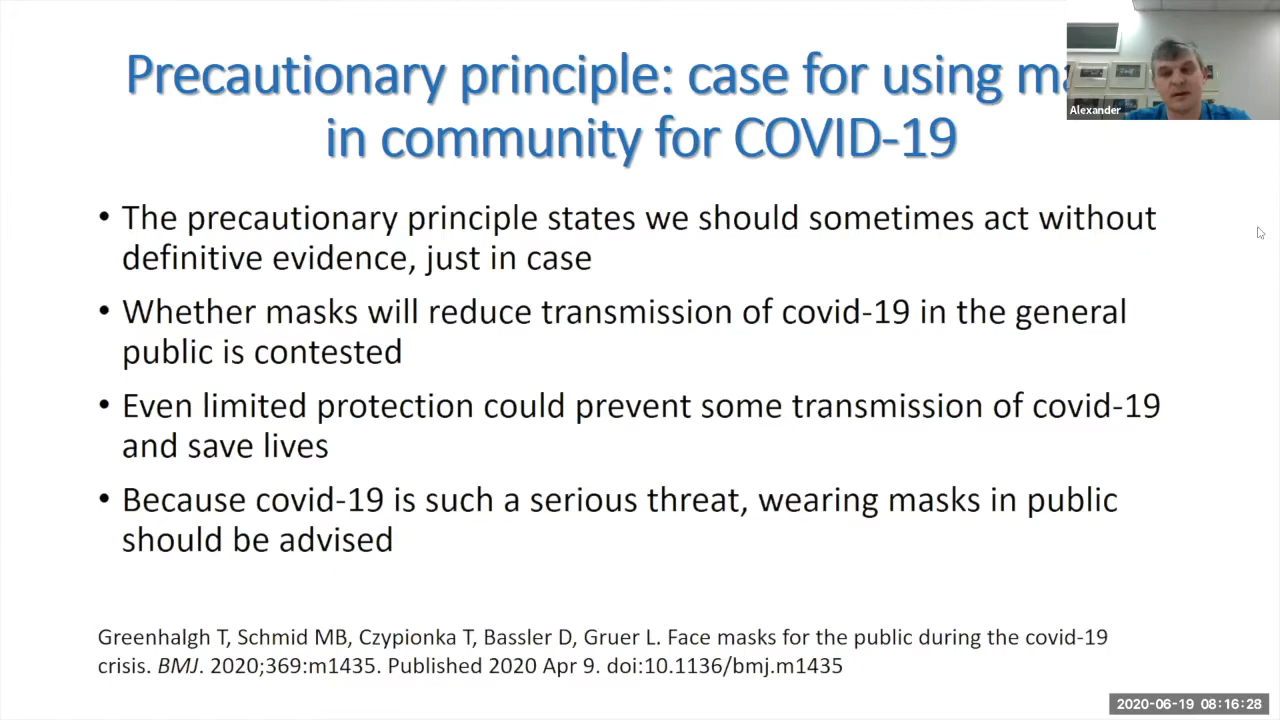 Precautionary principle: case for using
in community for COVID-19
Alexander
• The precautionary principle states we should sometimes act without
definitive evidence, just in case
• Whether masks will reduce transmission of covid-19 in the general
public is contested
• Even limited protection could prevent some transmission of covid-19
and save lives
• Because covid-19 is such a serious threat, wearing masks in public
should be advised
Greenhalgh T, Schmid MB, Czypionka T, Bassler D, Gruer L. Face masks for the public during the covid-19
crisis. BMJ. 2020;369:m1435. Published 2020 Apr 9. doi:10.1136/bmj.m1435
2020-06-19 08:16:28